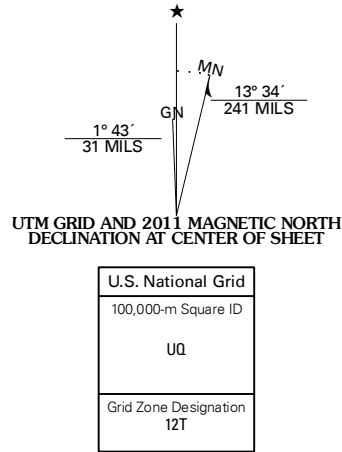 ★
MN
13° 34´
241 MILS
GN
1° 43´
31 MILS
UTM GRID AND 2011 MAGNETIC NORTH
DECLINATION AT CENTER OF SHEET
U.S. National Grid
100,000-m Square ID
UQ
Grid Zone Designation
12T